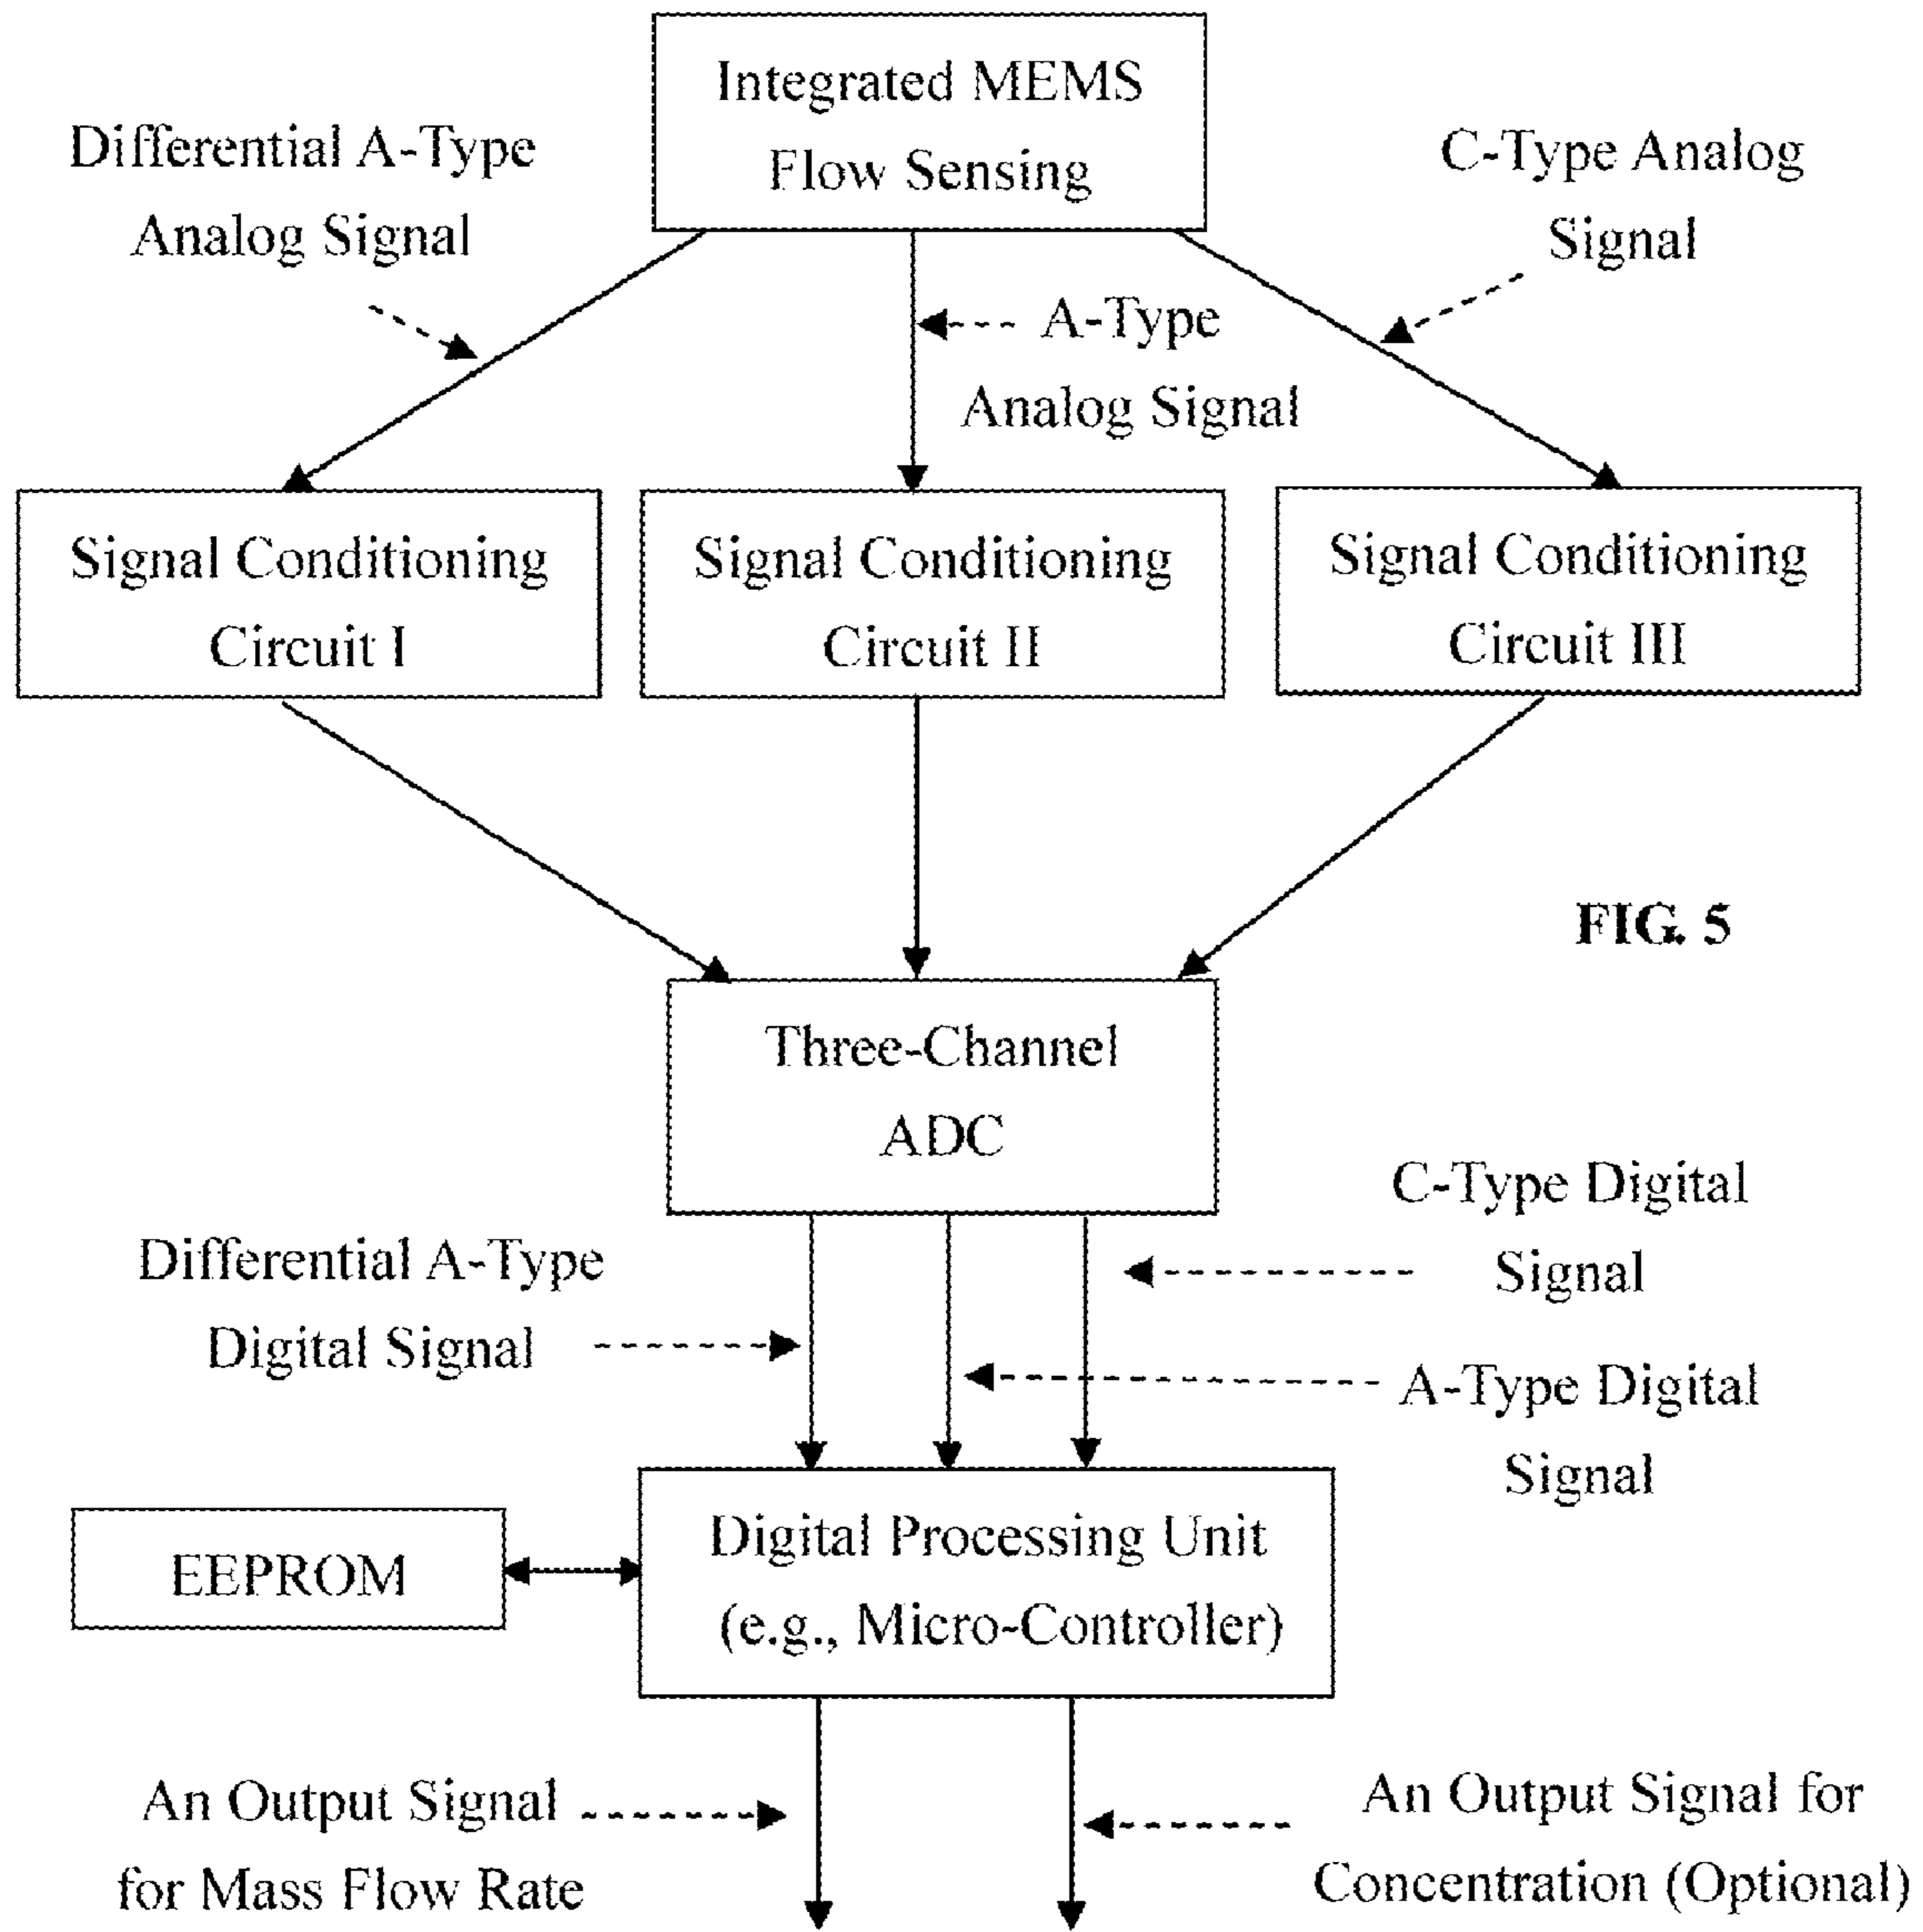 Integrated MEMS
Flow Sensing
Differential A-Type
Analog Signal
C-Type Analog
Signal
A-Type
Analog Signal
Signal Conditioning
Circuit I
Signal Conditioning
Circuit II
Signal Conditioning
Circuit III
FIG. 5
Three-Channel
ADC
C-Type Digital
Signal
Differential A-Type
Digital Signal
A-Type Digital
Signal
EEPROM
Digital Processing Unit
(e.g., Micro-Controller)
An Output Signal
for Mass Flow Rate
An Output Signal for
Concentration (Optional)